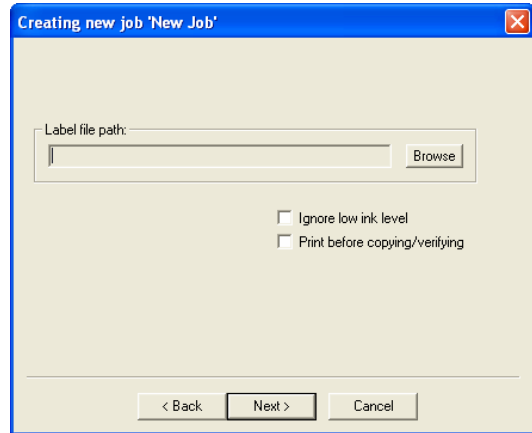 Creating new job 'New Job'
Label file path:
Browse
Ignore low ink level
Print before copying/verifying
< Back Next > Cancel